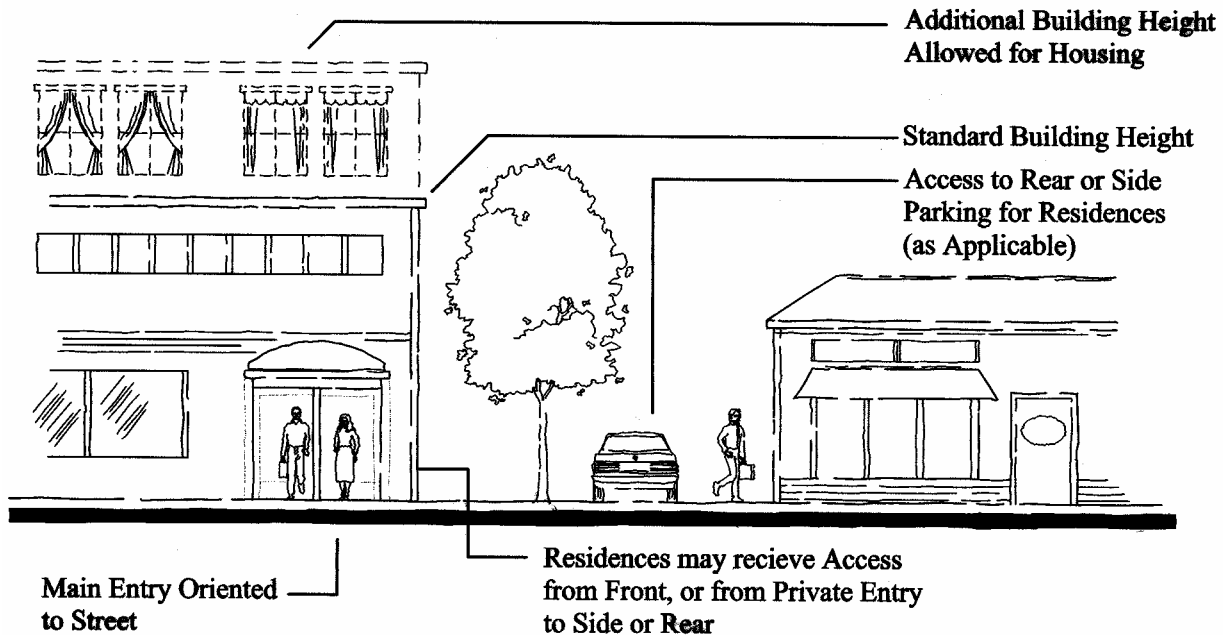 Additional Building Height
Allowed for Housing
Standard Building Height
Access to Rear or Side
Parking for Residences
(as Applicable)
Main Entry Oriented
to Street
Residences may recieve Access
from Front, or from Private Entry
to Side or Rear